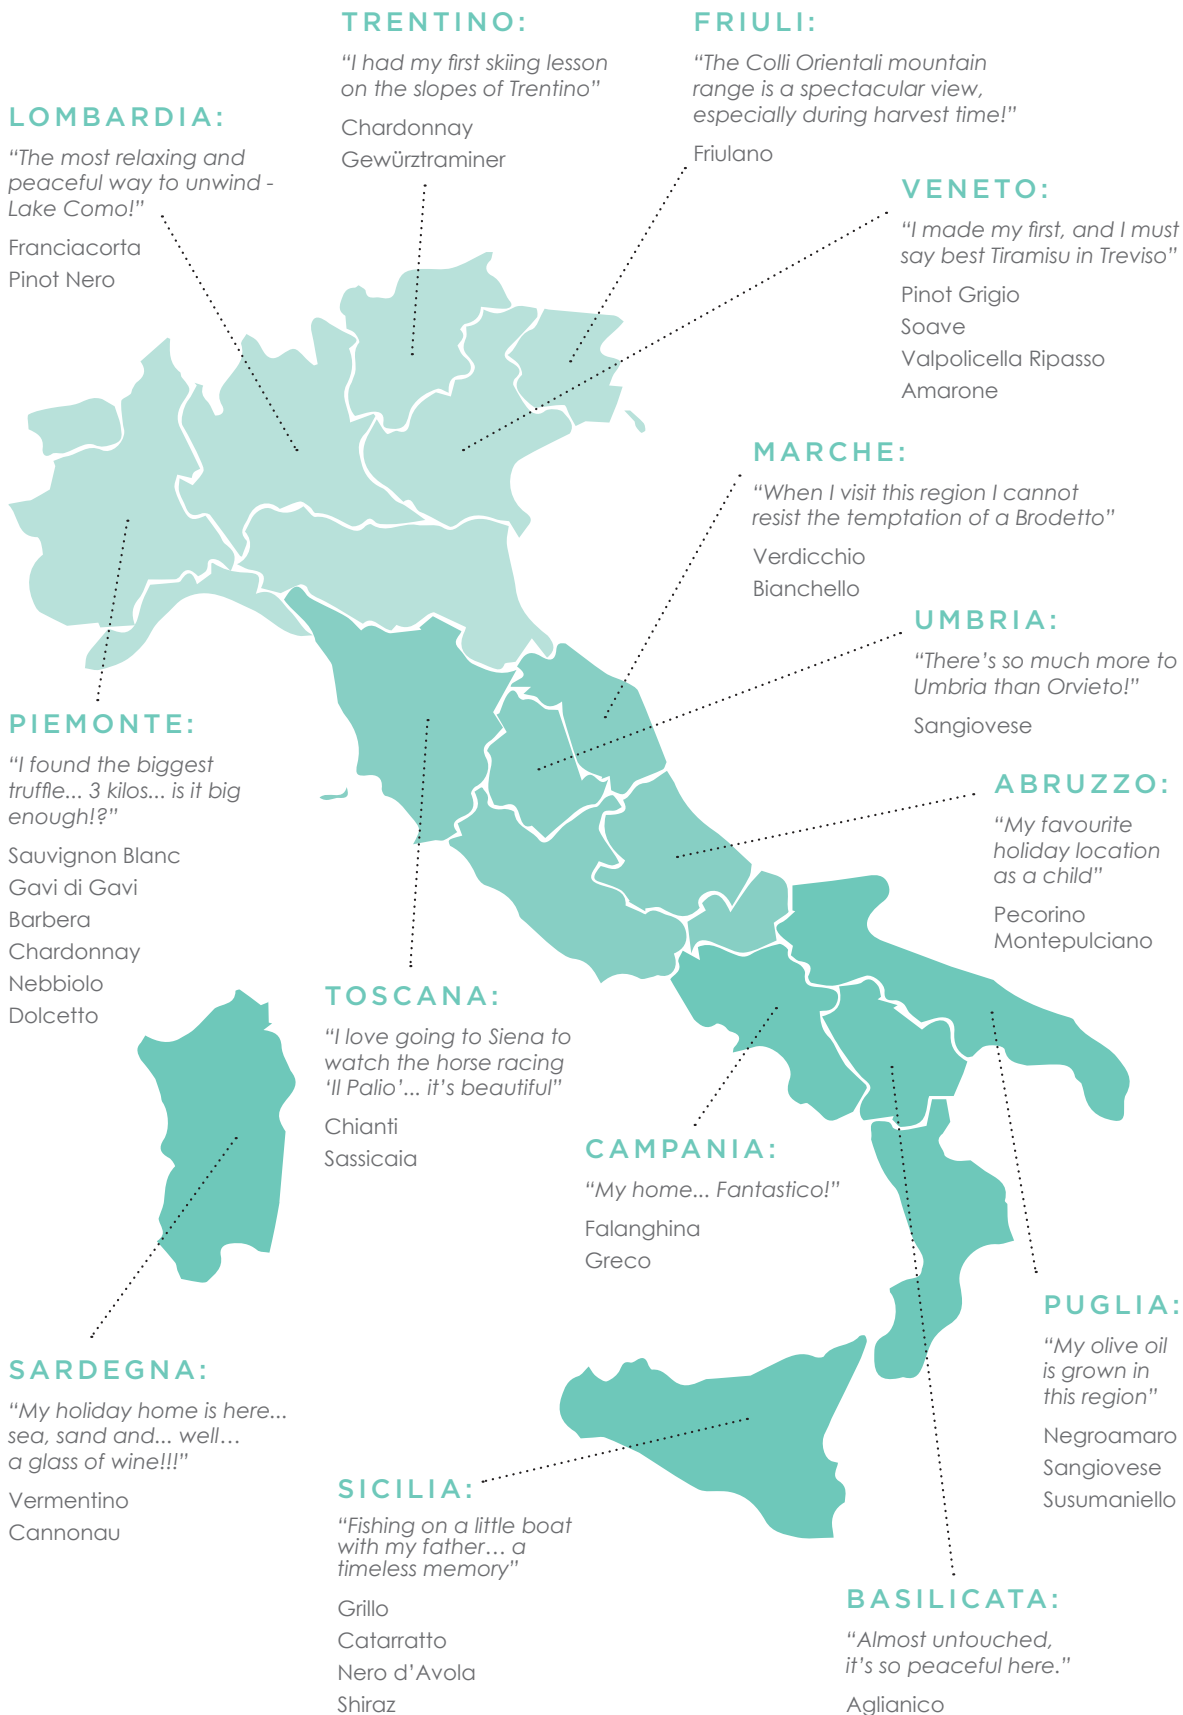 TRENTINO:
“I had my first skiing lesson
on the slopes of Trentino”
Chardonnay
Gewürztraminer
FRIULI:
“The Colli Orientali mountain
range is a spectacular view,
especially during harvest time!”
Friulano
LOMBARDIA:
“The most relaxing and
peaceful way to unwind -
Lake Como!”
Franciacorta
Pinot Nero
VENETO:
“I made my first, and I must
say best Tiramisu in Treviso”
Pinot Grigio
Soave
Valpolicella Ripasso
Amarone
MARCHE:
“When I visit this region I cannot
resist the temptation of a Brodetto”
Verdicchio
Bianchello
UMBRIA:
“There’s so much more to
Umbria than Orvieto!”
Sangiovese
PIEMONTE:
“I found the biggest
truffle... 3 kilos... is it big
enough!?”
Sauvignon Blanc
Gavi di Gavi
Barbera
Chardonnay
Nebbiolo
Dolcetto
ABRUZZO:
“My favourite
holiday location
as a child”
Pecorino
Montepulciano
TOSCANA:
“I love going to Siena to
watch the horse racing
‘Il Palio’... it’s beautiful”
Chianti
Sassicaia
CAMPANIA:
“My home... Fantastico!”
Falanghina
Greco
PUGLIA:
“My olive oil
is grown in
this region”
Negroamaro
Sangiovese
Susumaniello
SARDEGNA:
“My holiday home is here...
sea, sand and... well…
a glass of wine!!!”
Vermentino
Cannonau
SICILIA:
“Fishing on a little boat
with my father… a
timeless memory”
Grillo
Catarratto
Nero d’Avola
Shiraz
BASILICATA:
“Almost untouched,
it's so peaceful here.”
Aglianico